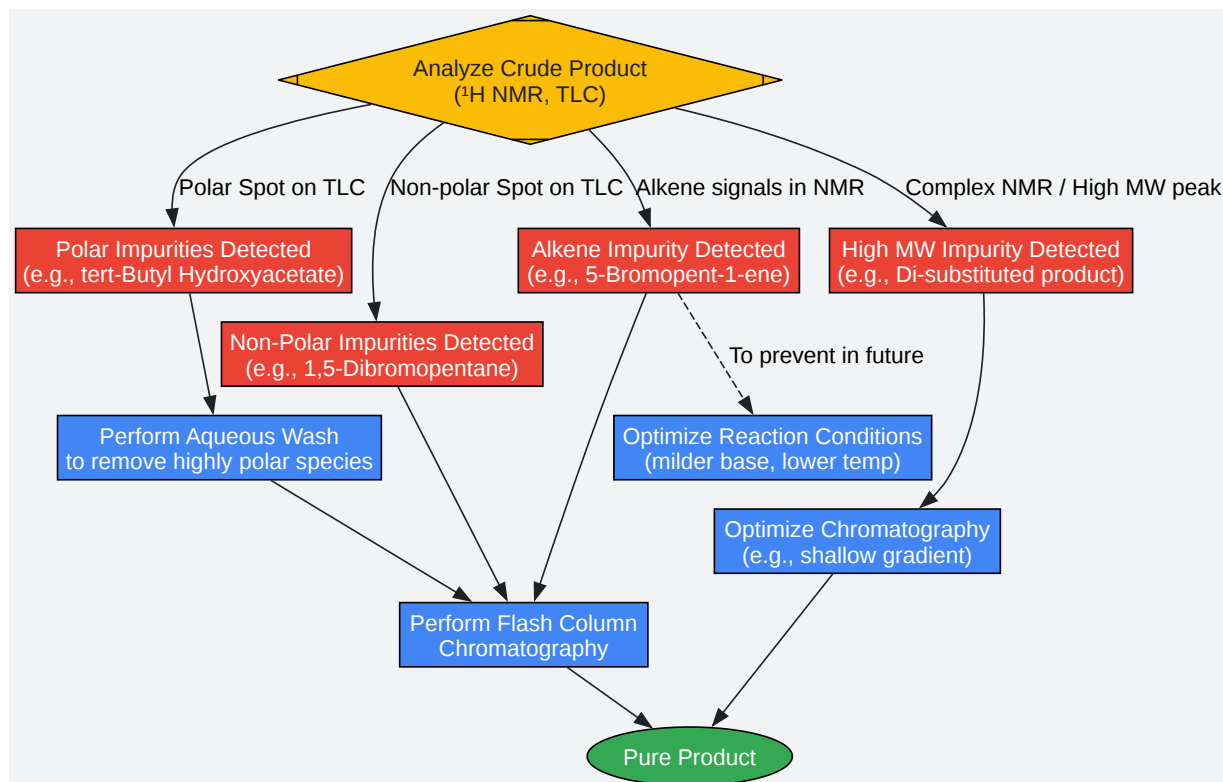 Analyze Crude Product
(¹H NMR, TLC)
Polar Spot on TLC
Non-polar Spot on TLC
Alkene signals in NMR
Complex NMR / High MW peak
Polar Impurities Detected
(e.g., tert-Butyl Hydroxyacetate)
Alkene Impurity Detected
(e.g., 5-Bromopent-1-ene)
High MW Impurity Detected
(e.g., Di-substituted product)
Non-Polar Impurities Detected
(e.g., 1,5-Dibromopentane)
To prevent in future
Perform Aqueous Wash
to remove highly polar species
Optimize Reaction Conditions
(milder base, lower temp)
Optimize Chromatography
(e.g., shallow gradient)
Perform Flash Column
Chromatography
Pure Product